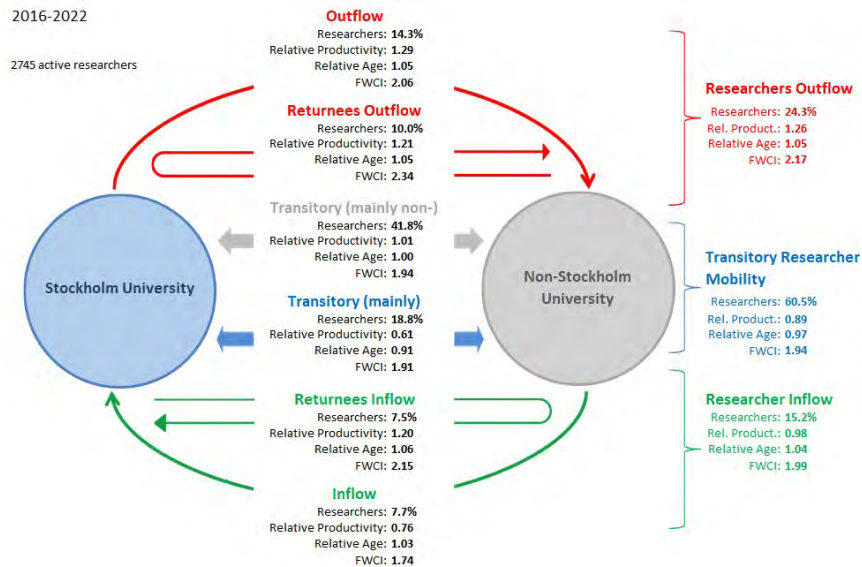 2016-2022
2745 active researchers
Outflow
Researchers: 14.3%
Relative Productivity: 1.29
Relative Age: 1.05
FWCI: 2.06
Returnees Outflow
Researchers: 10.0%
Relative Productivity: 1.21
Relative Age: 1.05
FWCI: 2.34
Transitory (mainly non-)
Researchers: 41.8%
Relative Productivity: 1.01
Relative Age: 1.00
FWCI: 1.94
Stockholm University
Non-Stockholm
University
Transitory (mainly)
Researchers: 18.8%
Relative Productivity: 0.61
Relative Age: 0.91
FWCI: 1.91
Returnees Inflow
Researchers: 7.5%
Relative Productivity: 1.20
Relative Age: 1.06
FWCI: 2.15
Inflow
Researchers: 7.7%
Relative Productivity: 0.76
Relative Age: 1.03
FWCI: 1.74
Researchers Outflow
Researchers: 24.3%
Rel. Product.: 1.26
Relative Age: 1.05
FWCI: 2.17
Transitory Researcher
Mobility
Researchers: 60.5%
Rel. Product.: 0.89
Relative Age: 0.97
FWCI: 1.94
Researcher Inflow
Researchers: 15.2%
Rel. Product.: 0.98
Relative Age: 1.04
FWCI: 1.99